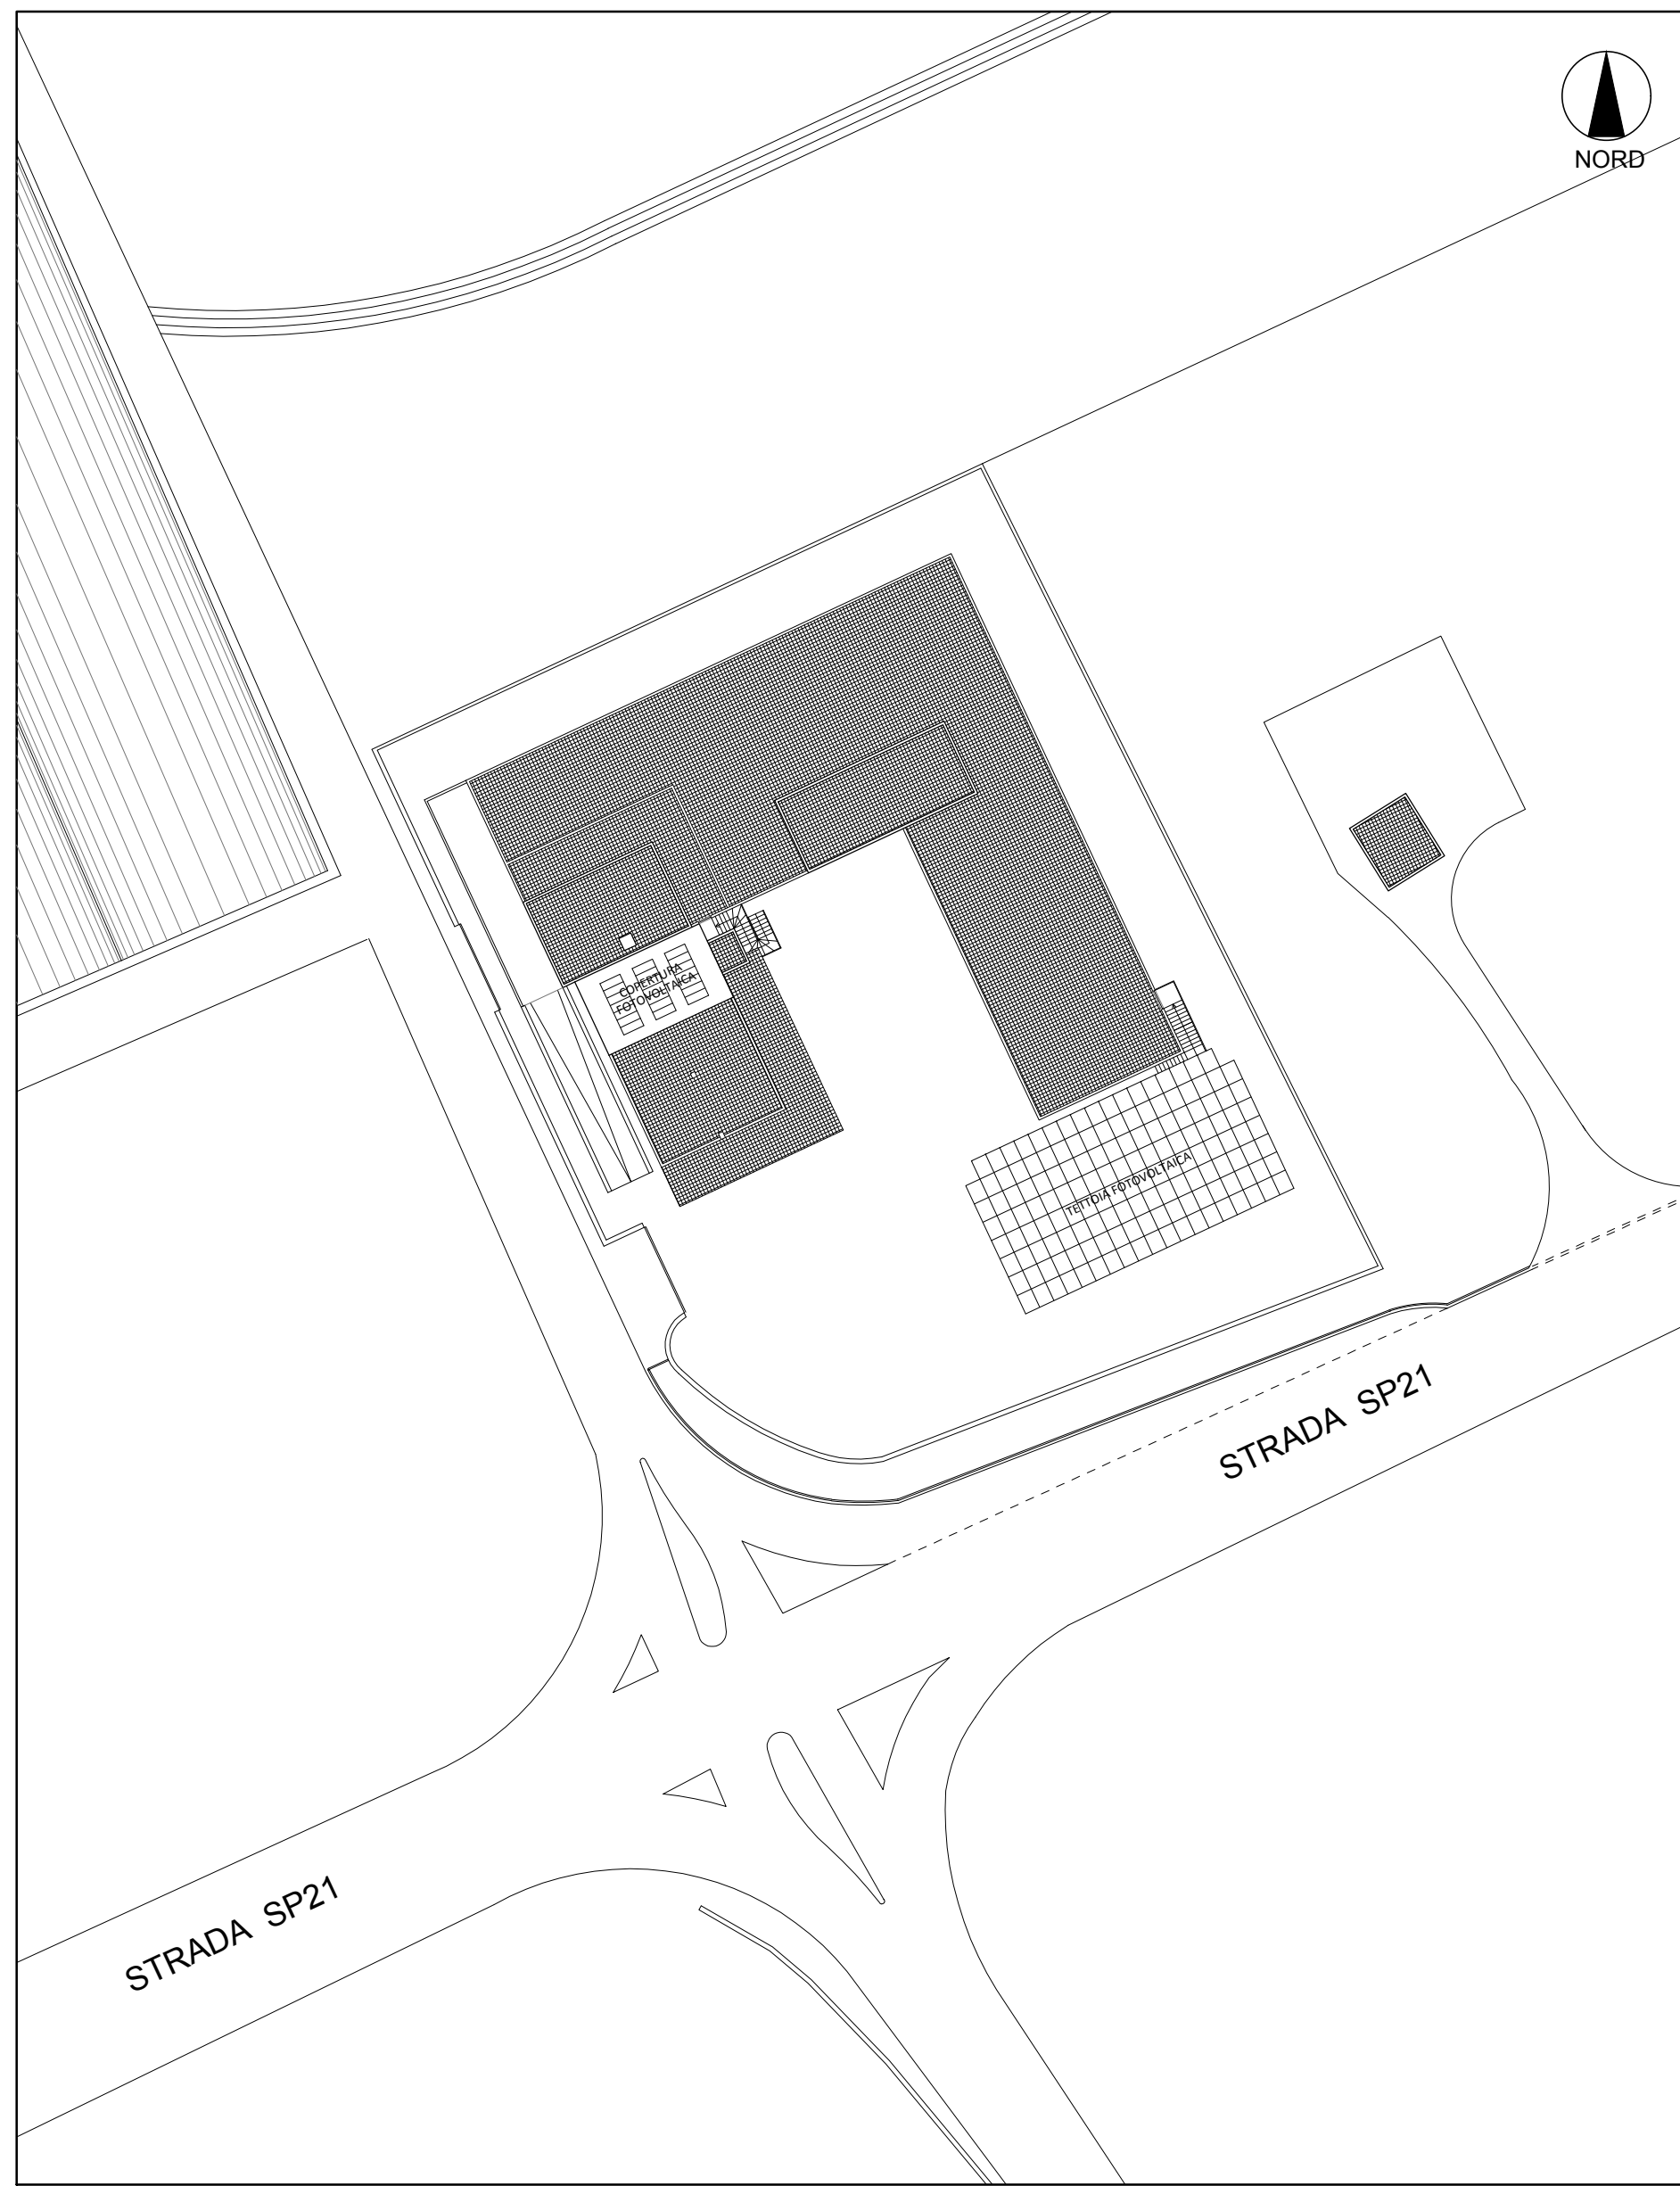 NORD
COPERTURA
FOTOVOLTAICA
TETTOIA FOTOVOLTAICA
STRADA SP21
STRADA SP21